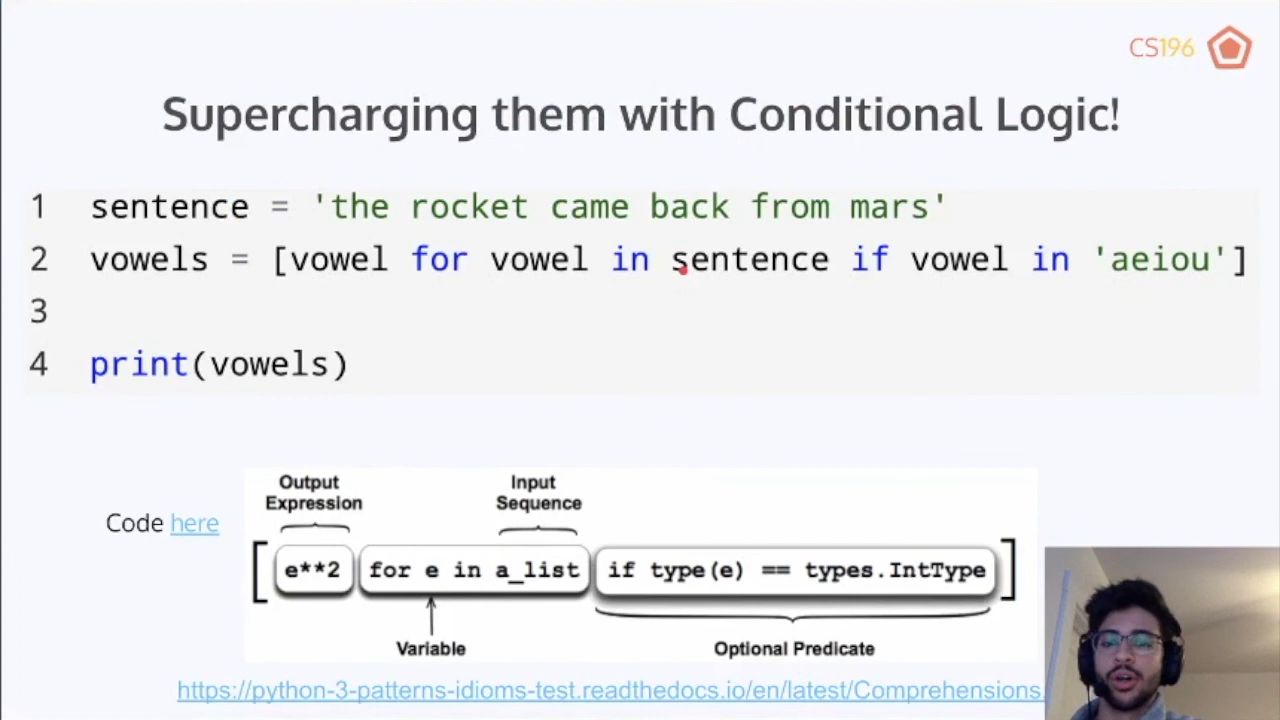 CS196
Supercharging them with Conditional Logic!
1 sentence = 'the rocket came back from mars'
2 vowels = [vowel for vowel in sentence if vowel in 'aeiou']
3
4 print(vowels)
Output
Expression
Input
Sequence
Code here
[ e**2 for e in a_list if type(e) == types.IntType ]
Variable
Optional Predicate
https://python-3-patterns-idioms-test.readthedocs.io/en/latest/Comprehensions.